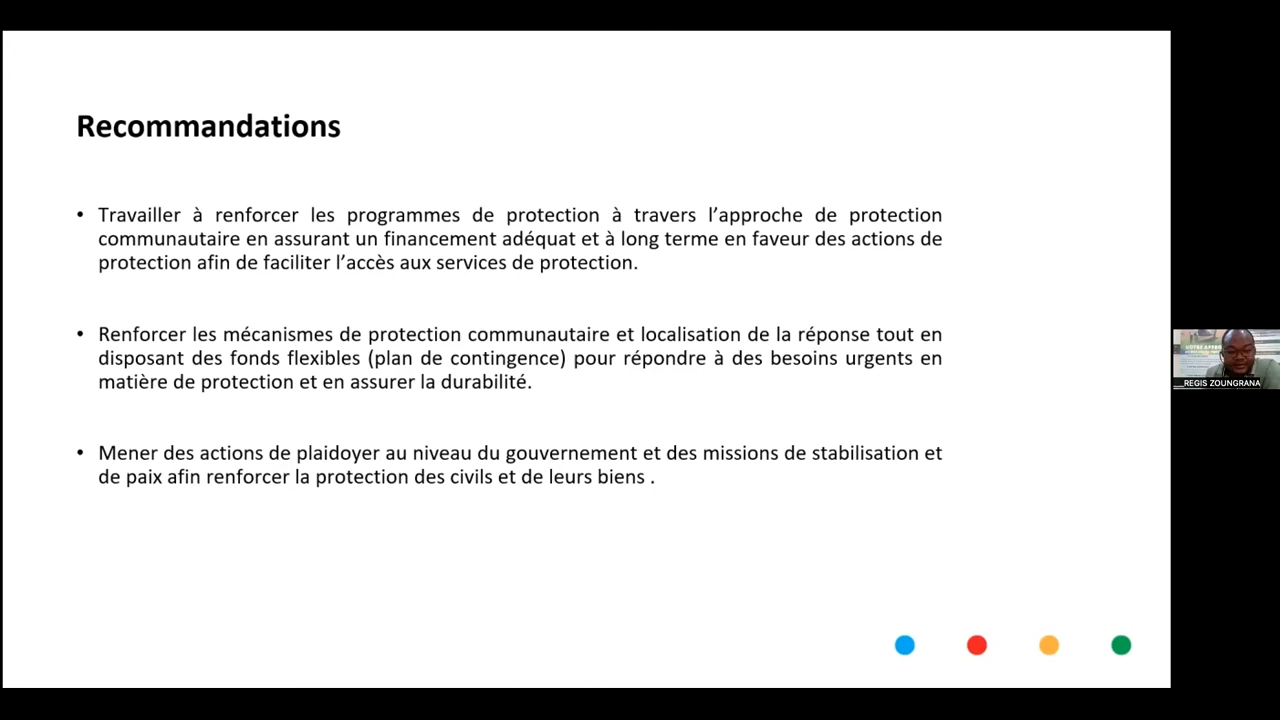 Recommandations
• Travailler à renforcer les programmes de protection à travers l’approche de protection
communautaire en assurant un financement adéquat et à long terme en faveur des actions de
protection afin de faciliter l’accès aux services de protection.
• Renforcer les mécanismes de protection communautaire et localisation de la réponse tout en
disposant des fonds flexibles (plan de contingence) pour répondre à des besoins urgents en
matière de protection et en assurer la durabilité.
• Mener des actions de plaidoyer au niveau du gouvernement et des missions de stabilisation et
de paix afin renforcer la protection des civils et de leurs biens .
REGIS ZOUNGRANA